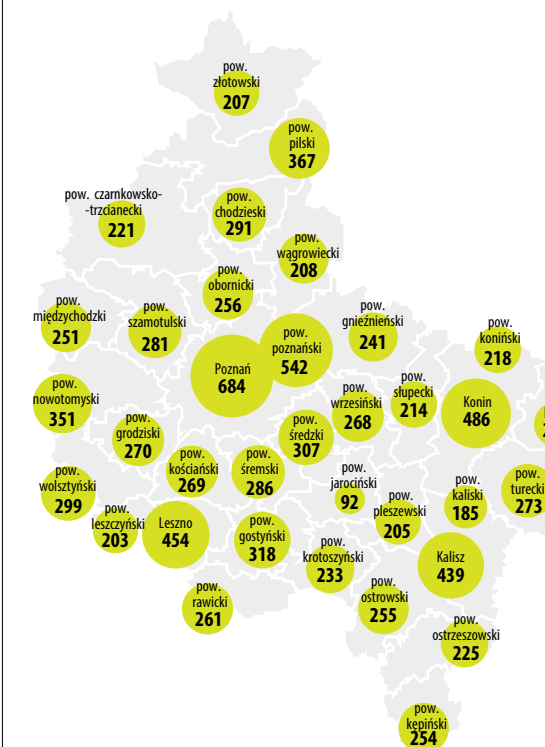 pow.
złotowski
207
pow.
pilski
367
pow. czarnkowsko-
-trzcianecki
221
pow.
chodzieski
291
pow.
wągrowiecki
208
pow.
obornicki
256
pow.
międzychodzki
251
pow.
szamotulski
281
pow.
gnieźnieński
241
pow.
poznański
542
pow.
koniński
218
Poznań
684
pow.
nowotomyski
351
pow.
wrzesiński
268
pow.
słupecki
214
Konin
486
pow.
grodziski
270
pow.
średzki
307
pow.
kościański
269
pow.
śremski
286
pow.
wolsztyński
299
pow.
jarociński
92
pow.
kaliski
185
pow.
turecki
273
pow.
leszczyński
203
Leszno
454
pow.
gostyński
318
pow.
pleszewski
205
pow.
krotoszyński
233
Kalisz
439
pow.
rawicki
261
pow.
ostrowski
255
pow.
ostrzeszowski
225
pow.
kępiński
254